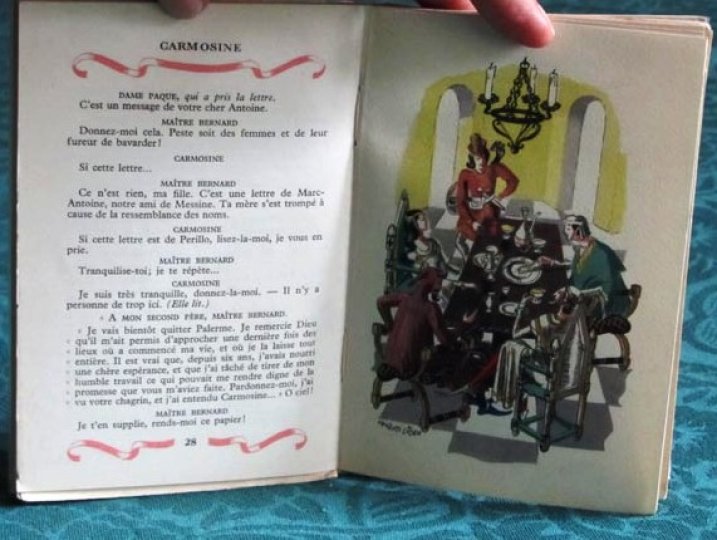 CARMOSINE
DAME PAQUE, qui a pris la lettre.
C'est un message de votre cher Antoine.
MAÎTRE BERNARD
Donnez-moi cela. Peste soit des femmes et de leur
fureur de bavarder!
CARMOSINE
Si cette lettre...
MAÎTRE BERNARD
Ce n'est rien, ma fille. C'est une lettre de Marc-
Antoine, notre ami de Messine. Ta mère s'est trompé à
cause de la ressemblance des noms.
CARMOSINE
Si cette lettre est de Perillo, lisez-la-moi, je vous en
prie.
MAÎTRE BERNARD
Tranquilise-toi; je te répète...
CARMOSINE
Je suis très tranquille, donnez-la-moi. — Il n'y a
personne de trop ici. (Elle lit.)
« A MON SECOND PÈRE, MAÎTRE BERNARD.
« Je vais bientôt quitter Palerme. Je remercie Dieu
« qu'il m'ait permis d'approcher une dernière fois des
« lieux où a commencé ma vie, et où je la laisse tout
« entière. Il est vrai que, depuis six ans, j'avais nourri
« une chère espérance, et que j'ai tâché de tirer de mon
« humble travail ce qui pouvait me rendre digne de la
« promesse que vous m'aviez faite. Pardonnez-moi, j'ai
« vu votre chagrin, et j'ai entendu Carmosine... » O ciel!
MAÎTRE BERNARD
Je t'en supplie, rends-moi ce papier!
28